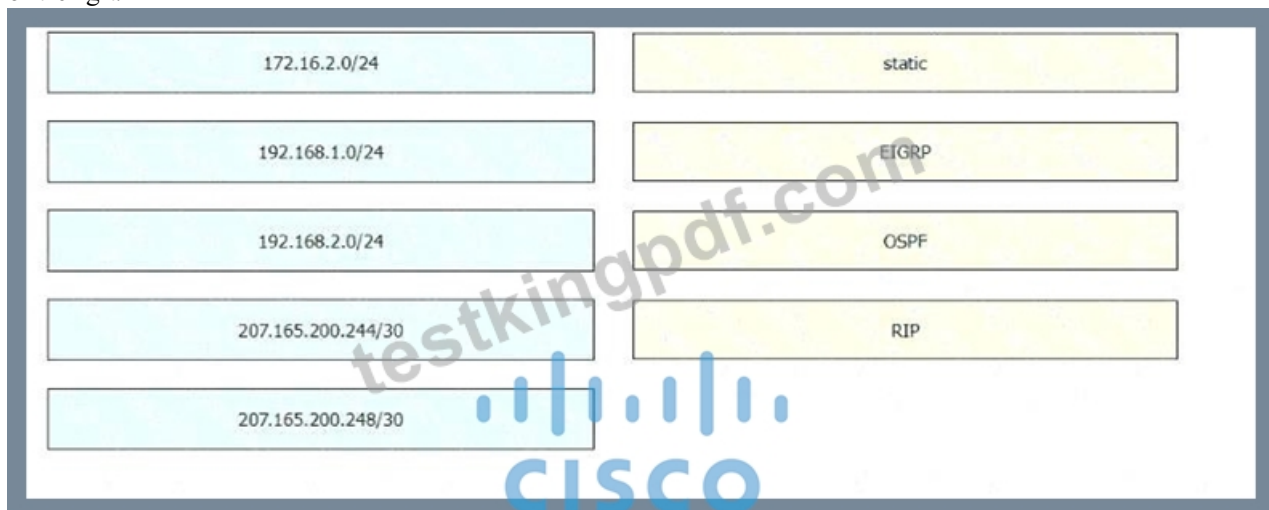 172.16.2.0/24
static
192.168.1.0/24
EIGRP
192.168.2.0/24
OSPF
207.165.200.244/30
RIP
207.165.200.248/30
testkingpdf.com
CISCO